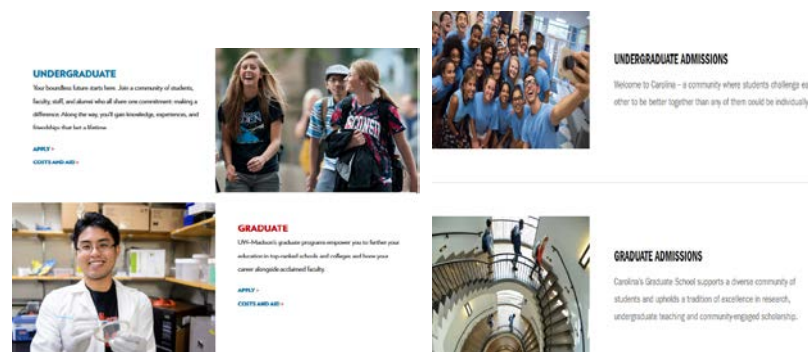 UNDERGRADUATE
Your boundless future starts here. Join a community of students,
faculty, staff, and alumni who all share one commitment: making a
difference. Along the way, you'll gain knowledge, experiences, and
friendships that last a lifetime.
APPLY >
COSTS AND AID >
WISCONS
GRADUATE
UW–Madison's graduate programs empower you to further your
education in top-ranked schools and colleges and hone your
career alongside acclaimed faculty.
APPLY >
COSTS AND AID >
UNDERGRADUATE ADMISSIONS
Welcome to Carolina – a community where students challenge ea
other to be better together than any of them could be individually
GRADUATE ADMISSIONS
Carolina's Graduate School supports a diverse community of
students and upholds a tradition of excellence in research,
undergraduate teaching and community-engaged scholarship.